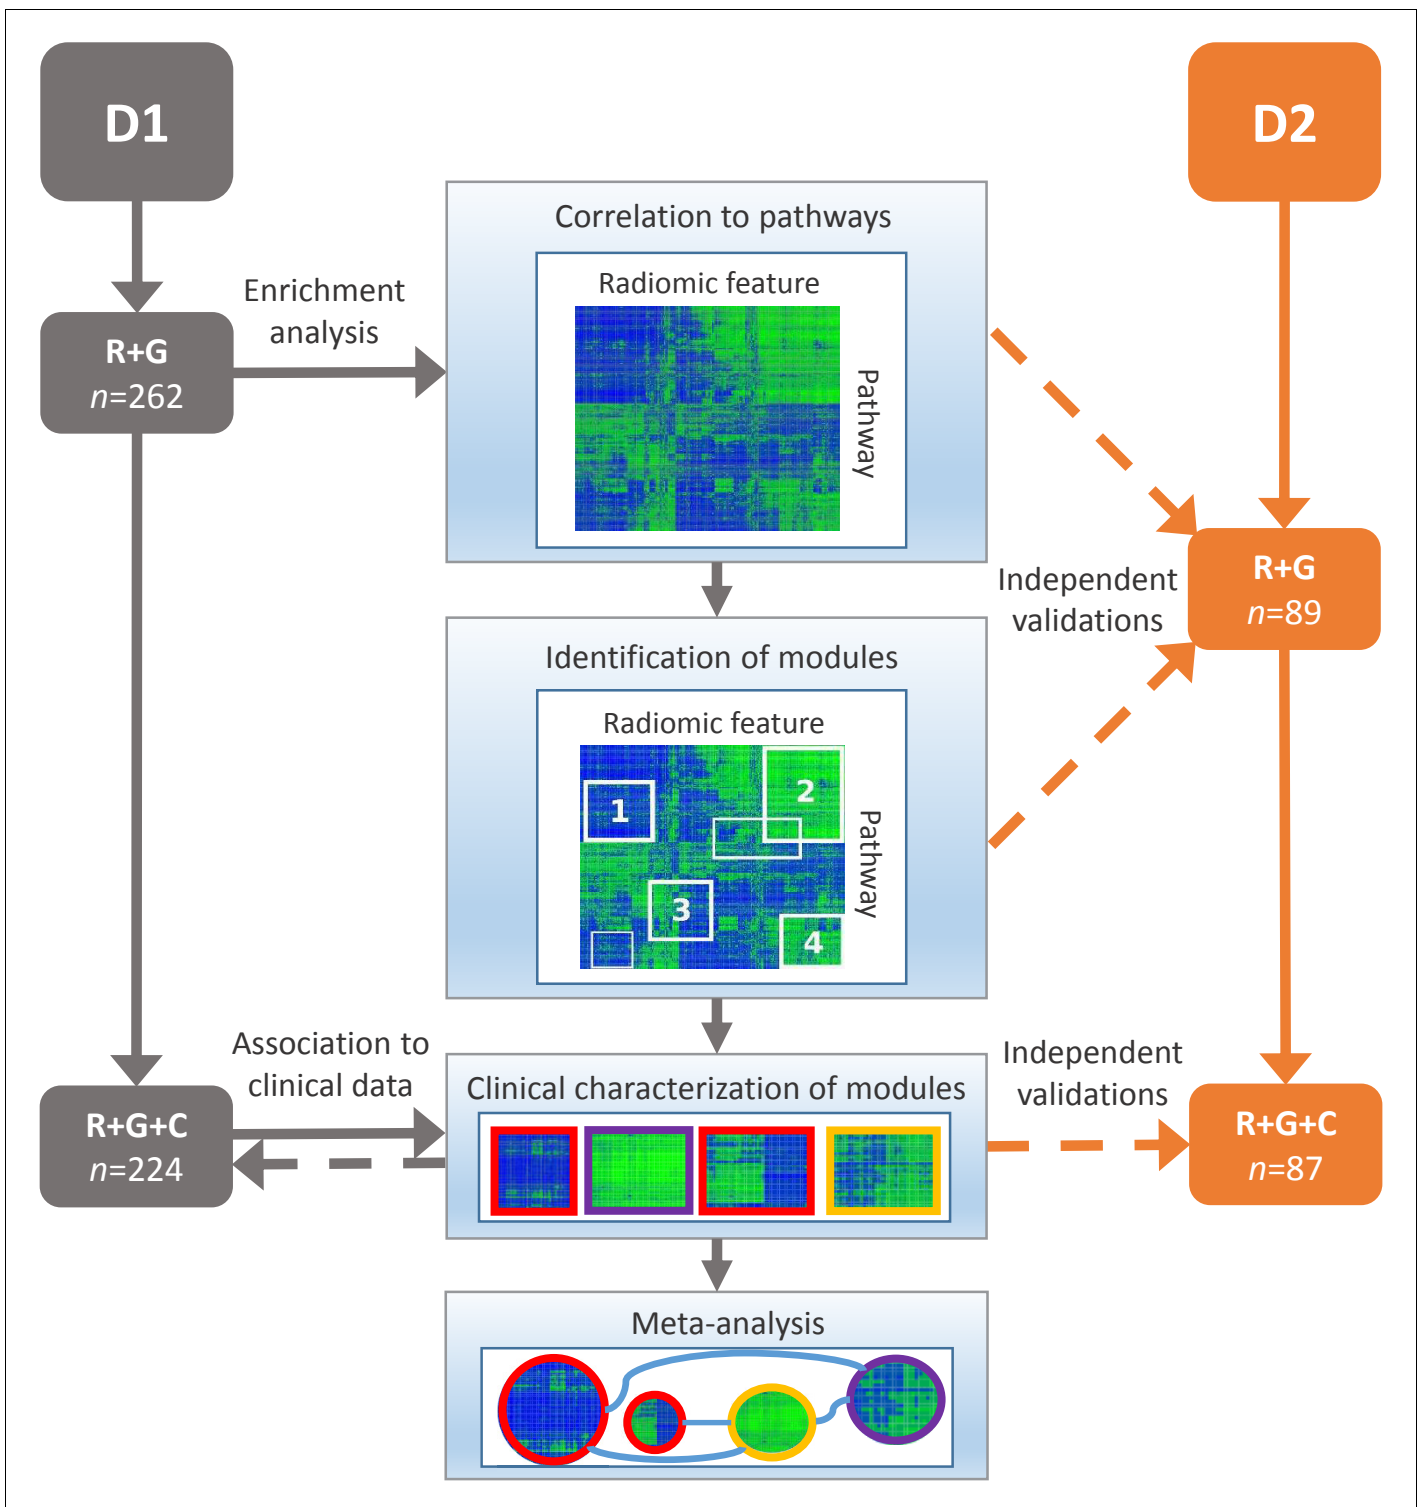 D1
D2
Correlation to pathways
Radiomic feature
Pathway
Enrichment
analysis
R+G
n=262
R+G
n=89
Independent
validations
Identification of modules
Radiomic feature
1
2
3
4
Pathway
Association to
clinical data
R+G+C
n=224
Clinical characterization of modules
Independent
validations
R+G+C
n=87
Meta-analysis